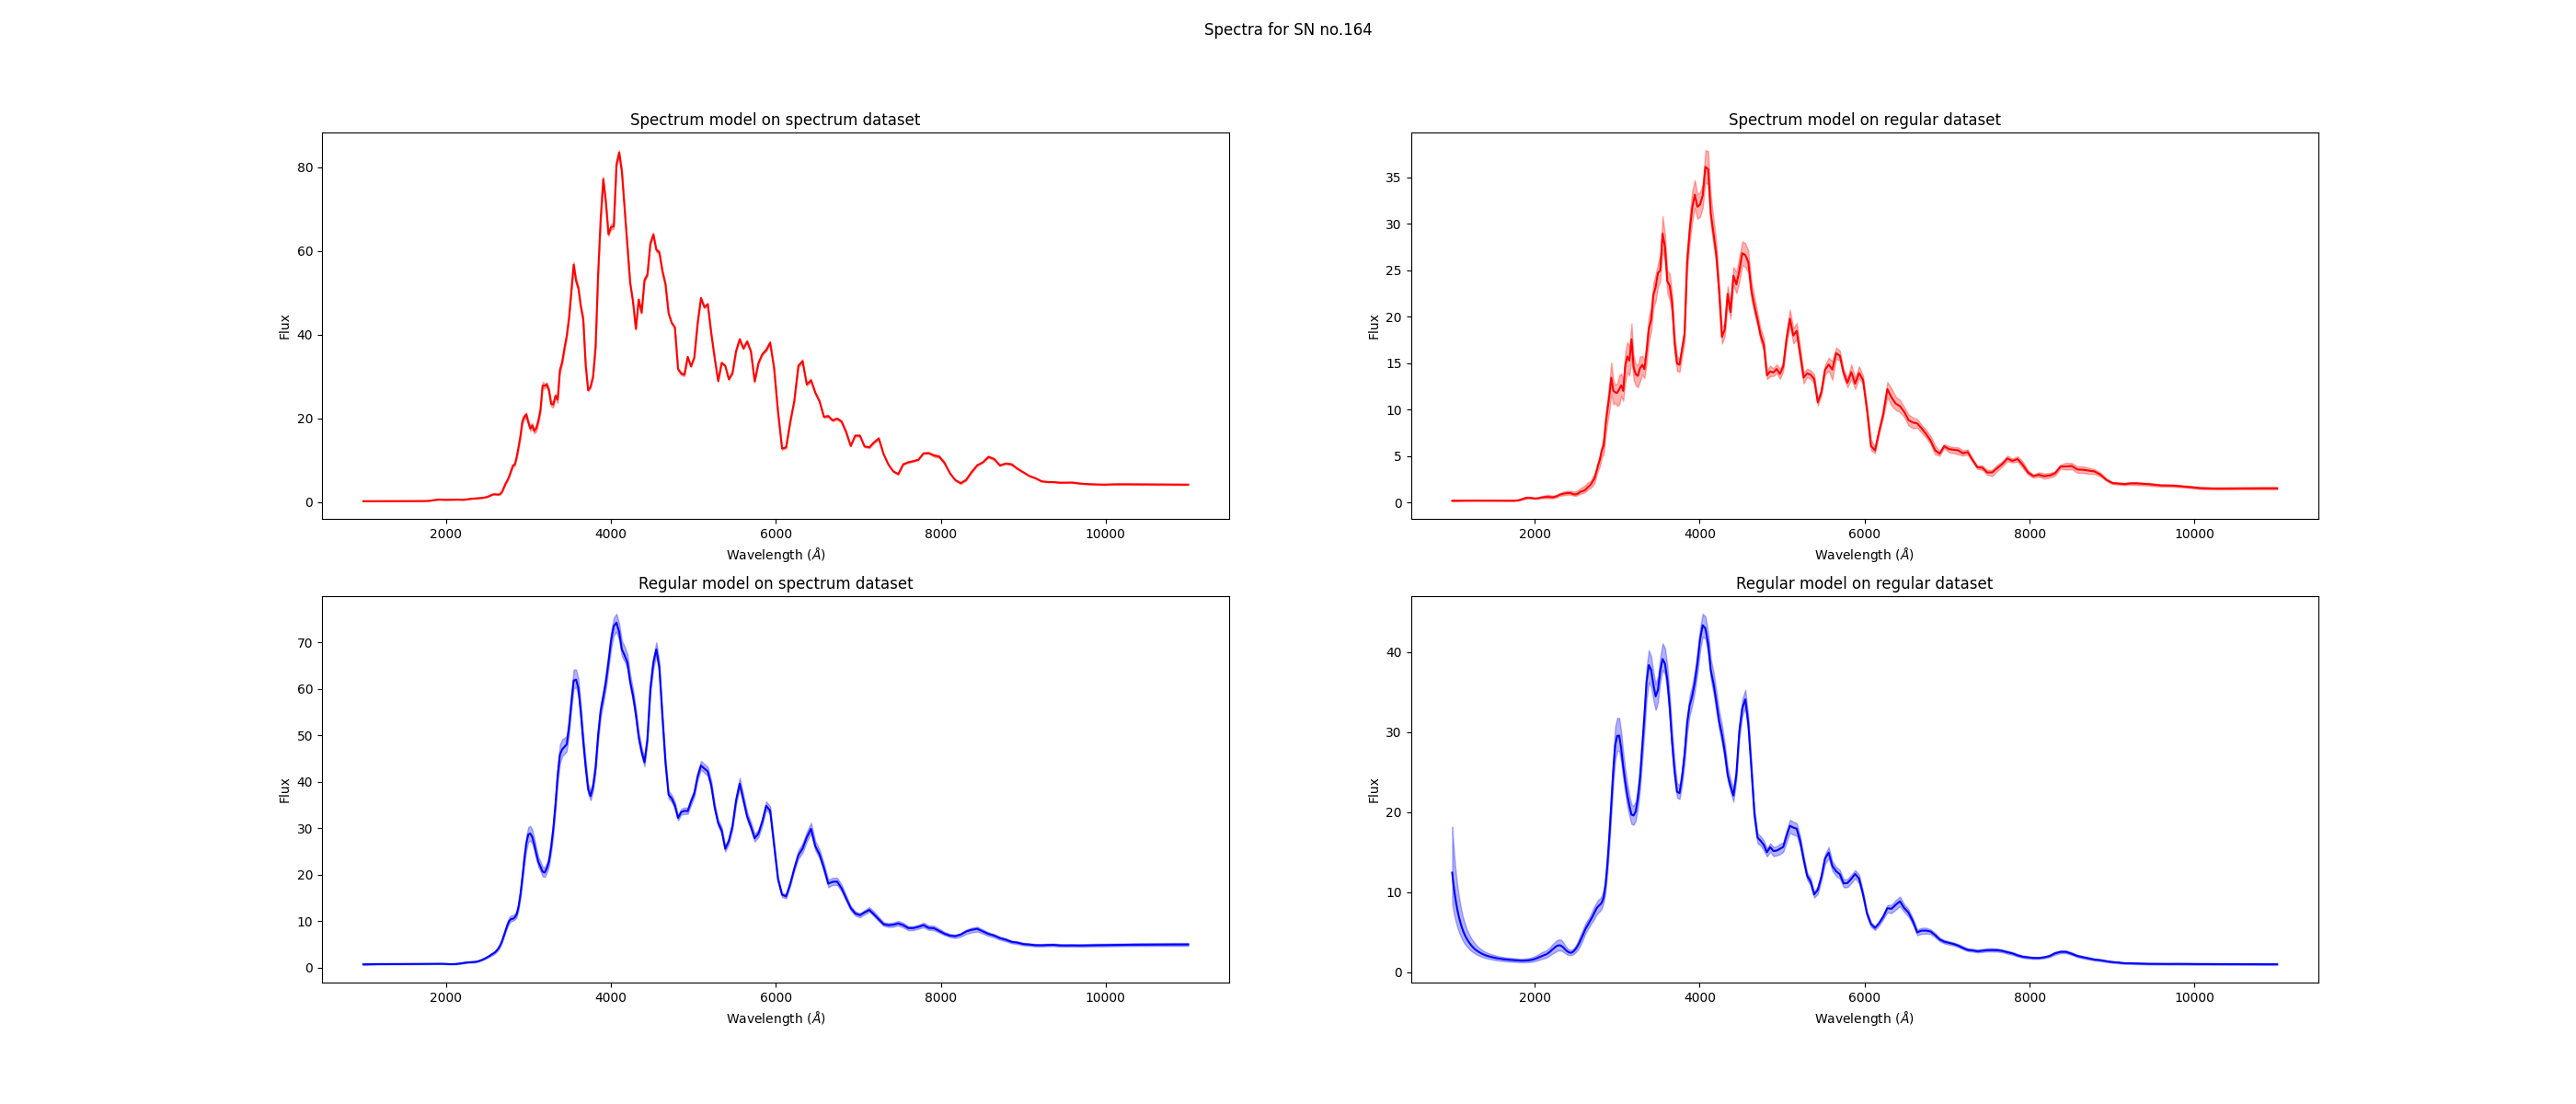 Spectra for SN no.164
Spectrum model on spectrum dataset
Flux
80
60
40
20
0
2000 4000 6000 8000 10000
Wavelength (Å)
Spectrum model on regular dataset
Flux
35
30
25
20
15
10
5
0
2000 4000 6000 8000 10000
Wavelength (Å)
Regular model on spectrum dataset
Flux
70
60
50
40
30
20
10
0
2000 4000 6000 8000 10000
Wavelength (Å)
Regular model on regular dataset
Flux
40
30
20
10
0
2000 4000 6000 8000 10000
Wavelength (Å)